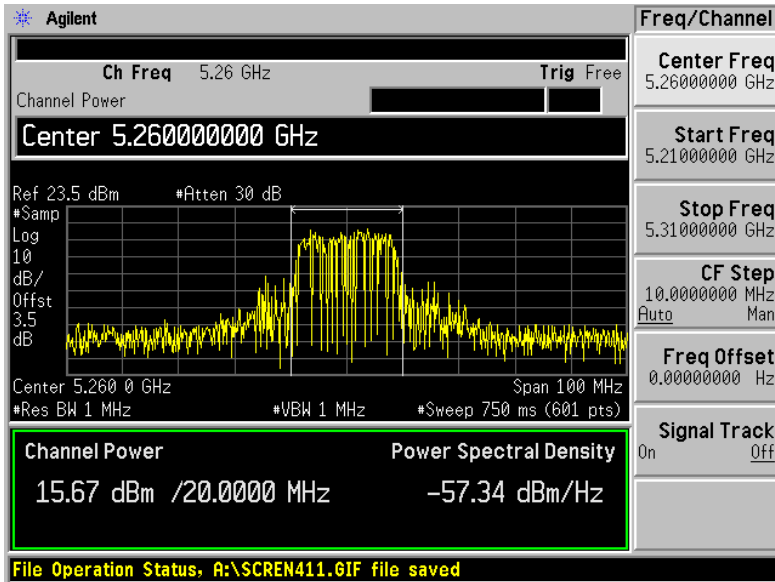 Agilent
Freq/Channel
Ch Freq 5.26 GHz Trig Free
Channel Power
Center 5.260000000 GHz
Ref 23.5 dBm #Atten 30 dB
#Samp
Log
10
dB/
Offst
3.5
dB
Center 5.260 0 GHz Span 100 MHz
#Res BW 1 MHz #VBW 1 MHz #Sweep 750 ms (601 pts)
Channel Power Power Spectral Density
15.67 dBm /20.0000 MHz -57.34 dBm/Hz
File Operation Status, A:\SCREN411.GIF file saved
Center Freq
5.26000000 GHz
Start Freq
5.21000000 GHz
Stop Freq
5.31000000 GHz
CF Step
10.0000000 MHz
Auto Man
Freq Offset
0.00000000 Hz
Signal Track
On Off